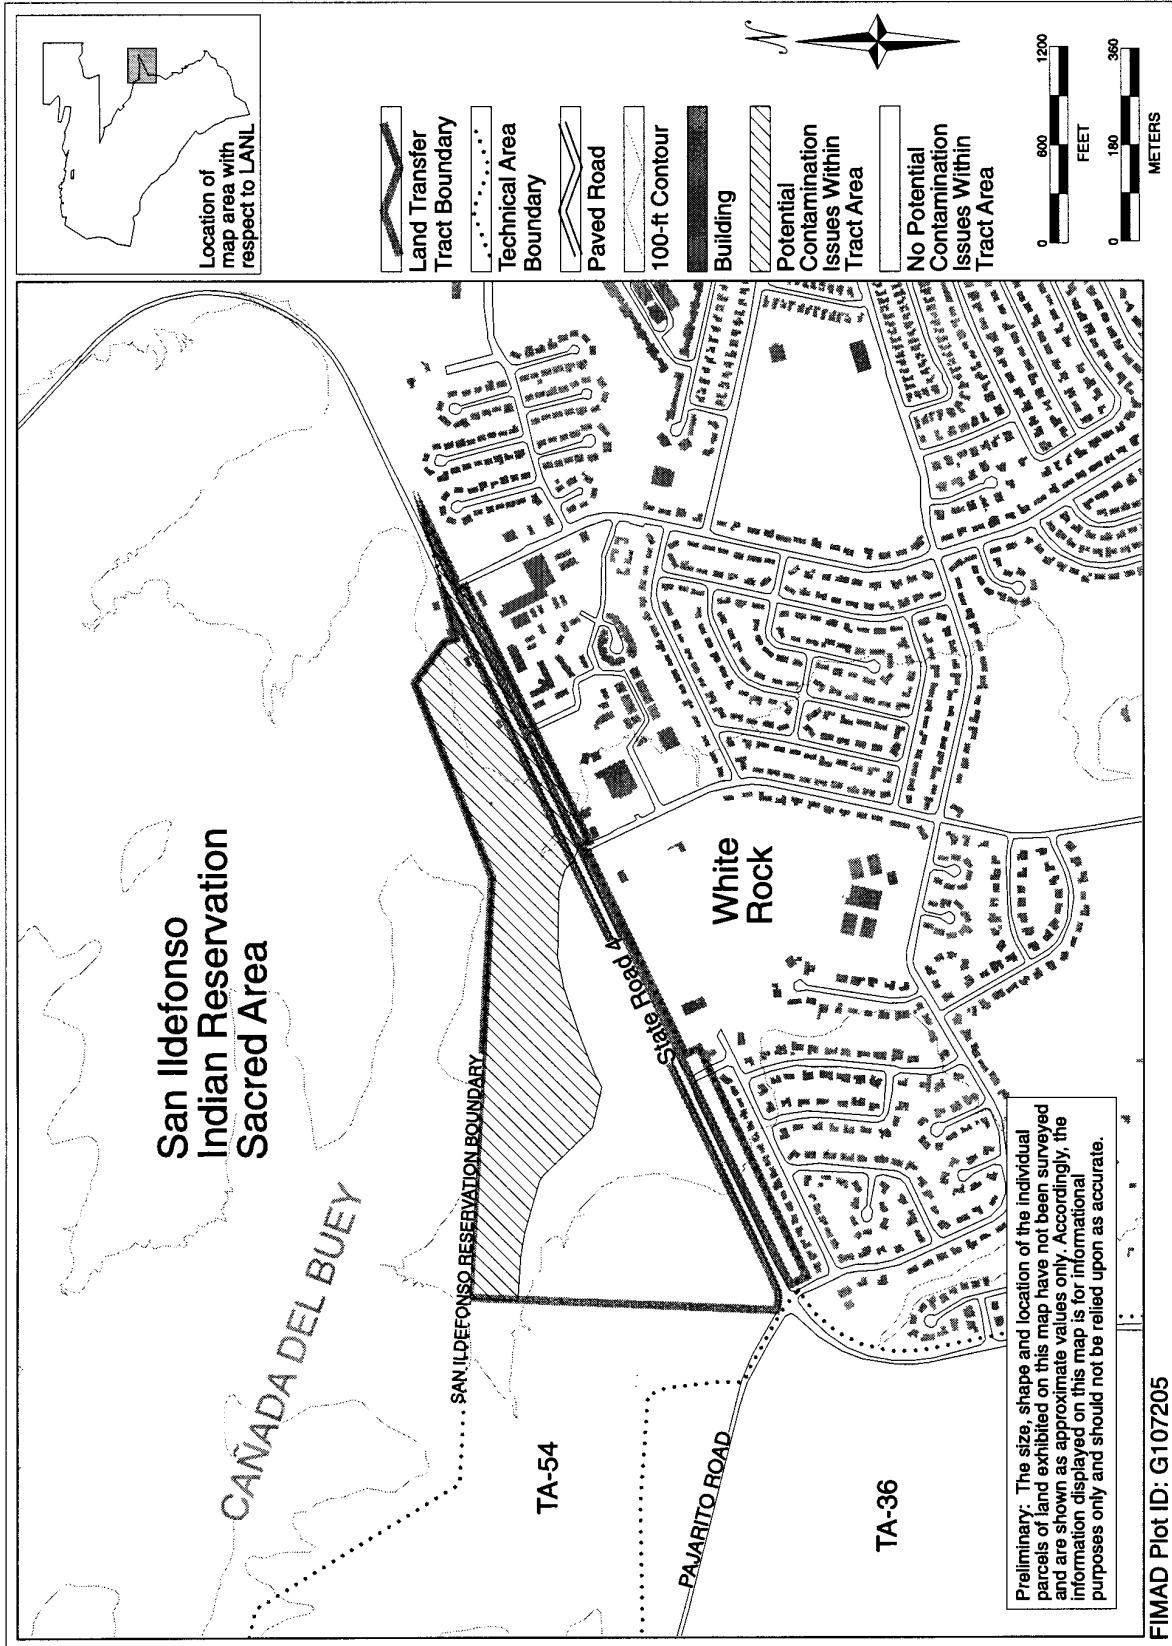 San Ildefonso
Indian Reservation
Sacred Area
CAÑADA DEL BUEY
SAN ILDEFONSO RESERVATION BOUNDARY
TA-54
PAJARITO ROAD
TA-36
State Road 4
White
Rock
Preliminary: The size, shape and location of the individual
parcels of land exhibited on this map have not been surveyed
and are shown as approximate values only. Accordingly, the
information displayed on this map is for informational
purposes only and should not be relied upon as accurate.
FIMAD Plot ID: G107205
Location of
map area with
respect to LANL
Land Transfer
Tract Boundary
Technical Area
Boundary
Paved Road
100-ft Contour
Building
Potential
Contamination
Issues Within
Tract Area
No Potential
Contamination
Issues Within
Tract Area
N
0 600 1200
FEET
0 180 360
METERS